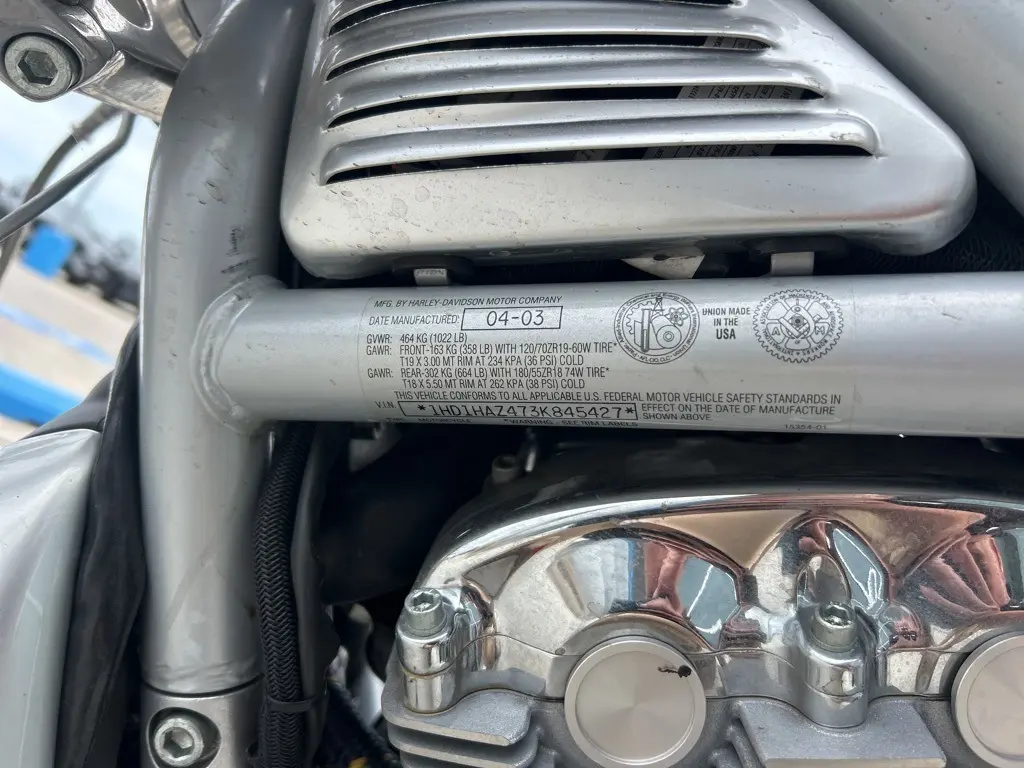 MFG. BY HARLEY-DAVIDSON MOTOR COMPANY
DATE MANUFACTURED: 04-03
GVWR: 464 KG (1022 LB)
GAWR: FRONT-163 KG (358 LB) WITH 120/70ZR19-60W TIRE*
T19 X 3.00 MT RIM AT 234 KPA (36 PSI) COLD
GAWR: REAR-302 KG (664 LB) WITH 180/55ZR18 74W TIRE*
T18 X 5.50 MT RIM AT 262 KPA (38 PSI) COLD
THIS VEHICLE CONFORMS TO ALL APPLICABLE U.S. FEDERAL MOTOR VEHICLE SAFETY STANDARDS IN
EFFECT ON THE DATE OF MANUFACTURE
SHOWN ABOVE
V.I.N. *1HD1HAZ473K845427*
MOTORCYCLE *WARNING - SEE RIM LABELS
15354-01
UNION MADE
IN THE
USA